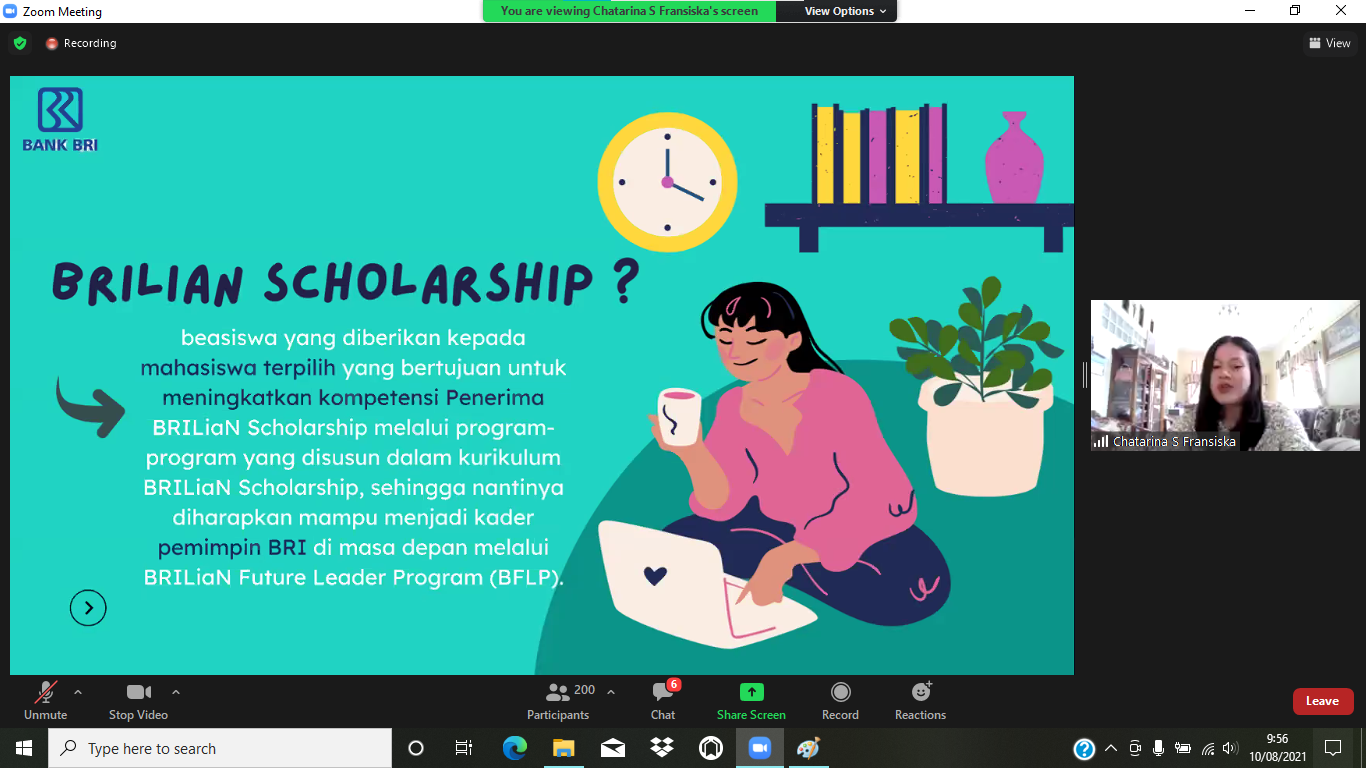 Zoom Meeting
You are viewing Chatarina S Fransiska's screen
View Options
Recording
View
BANK BRI
BRILIAN SCHOLARSHIP ?
beasiswa yang diberikan kepada
mahasiswa terpilih yang bertujuan untuk
meningkatkan kompetensi Penerima
BRILiaN Scholarship melalui program-
program yang disusun dalam kurikulum
BRILiaN Scholarship, sehingga nantinya
diharapkan mampu menjadi kader
pemimpin BRI di masa depan melalui
BRILiaN Future Leader Program (BFLP).
Chatarina S Fransiska
Unmute
Stop Video
200
Participants
6
Chat
Share Screen
Record
Reactions
Leave
Type here to search
9:56
10/08/2021